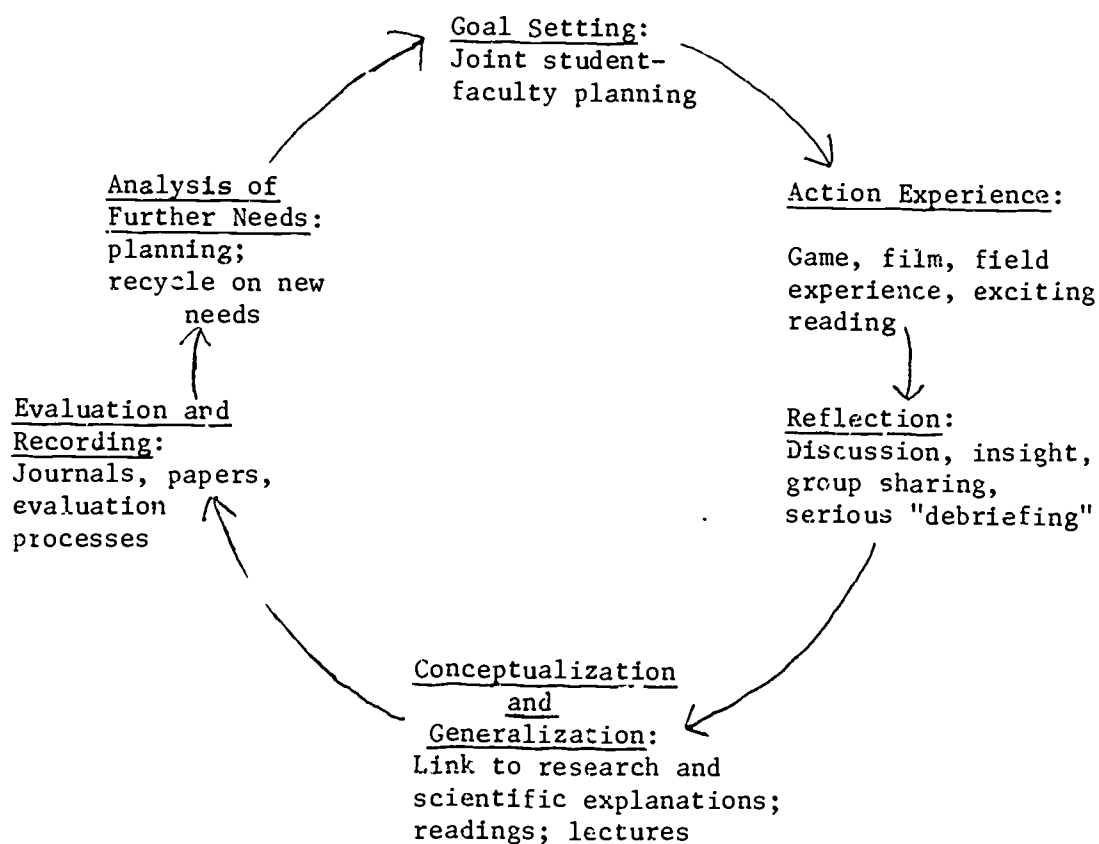 Goal Setting:
Joint student-
faculty planning
Action Experience:
Game, film, field
experience, exciting
reading
Reflection:
Discussion, insight,
group sharing,
serious "debriefing"
Conceptualization
and
Generalization:
Link to research and
scientific explanations;
readings; lectures
Evaluation and
Recording:
Journals, papers,
evaluation
processes
Analysis of
Further Needs:
planning;
recycle on new
needs